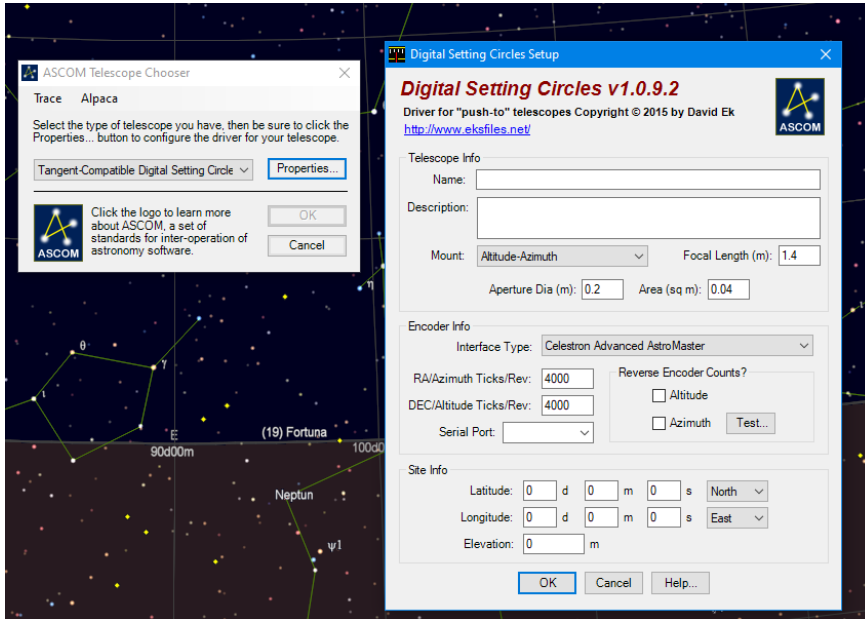 ASCOM Telescope Chooser
Trace Alpaca
Select the type of telescope you have, then be sure to click the
Properties... button to configure the driver for your telescope.
Tangent-Compatible Digital Setting Circle
Properties...
Click the logo to learn more
about ASCOM, a set of
standards for inter-operation of
astronomy software.
ASCOM
OK
Cancel
Digital Setting Circles Setup
Digital Setting Circles v1.0.9.2
Driver for "push-to" telescopes Copyright © 2015 by David Ek
http://www.eksfiles.net/
ASCOM
Telescope Info
Name:
Description:
Mount: Altitude-Azimuth Focal Length (m): 1.4
Aperture Dia (m): 0.2 Area (sq m): 0.04
Encoder Info
Interface Type: Celestron Advanced AstroMaster
RA/Azimuth Ticks/Rev: 4000
DEC/Altitude Ticks/Rev: 4000
Serial Port:
Reverse Encoder Counts?
Altitude
Azimuth Test...
Site Info
Latitude: 0 d 0 m 0 s North
Longitude: 0 d 0 m 0 s East
Elevation: 0 m
OK Cancel Help...
η
θ
γ
ι
E
90d00m
(19) Fortuna
100d0
Neptun
ψ1